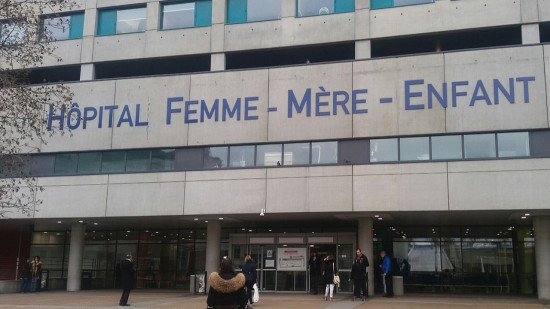 HÔPITAL FEMME - MÈRE - ENFANT